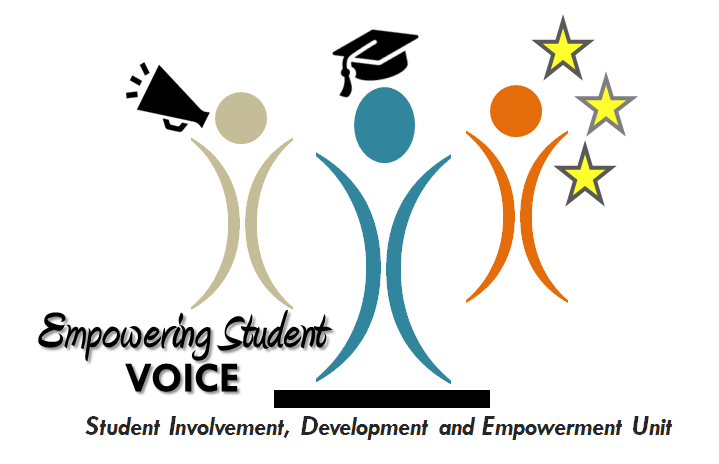 Empowering Student
VOICE
Student Involvement, Development and Empowerment Unit